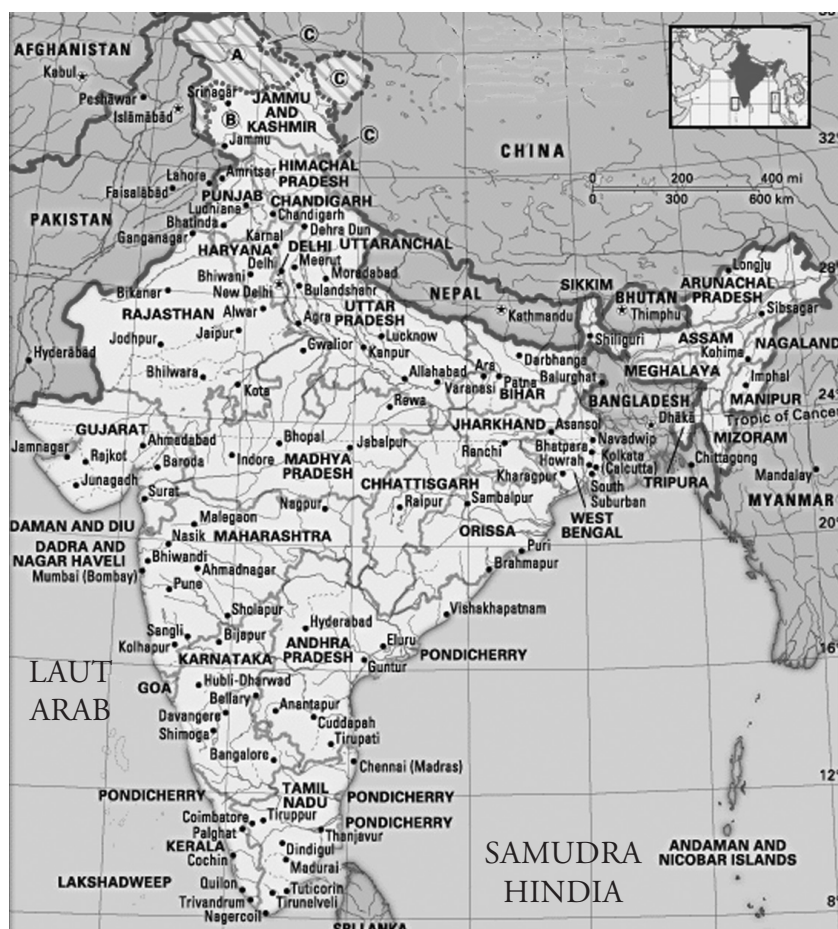 AFGHANISTAN
Kabul
Peshāwar
Islāmābād
A
C
C
C
B
Srinagar
JAMMU
AND
KASHMIR
Jammu
CHINA
HIMACHAL
PRADESH
Lahore
Amritsar
Faisalābād
PUNJAB
CHANDIGARH
Ludhiana
Chandigarh
PAKISTAN
Bhatinda
Dehra Dun
Ganganagar
Karnal
HARYANA
DELHI
UTTARANCHAL
Delhi
Meerut
Bhiwani
Moradabad
New Delhi
Bulandshahr
Bikaner
0 200 400 mi
0 300 600 km
32°
28°
Longju
ARUNACHAL
PRADESH
SIKKIM
NEPAL
BHUTAN
Kathmandu
Thimphu
Sibsagar
RAJASTHAN
Alwar
UTTAR
PRADESH
Agra
Jodhpur
Jaipur
Lucknow
Gwalior
Kanpur
Shiliguri
ASSAM
Kohima
NAGALAND
Hyderābād
Darbhanga
MEGHALAYA
Bhilwara
Kota
Allahabad
Ara
Varanasi
Patna
BIHAR
Balurghat
Imphal
BANGLADESH
MANIPUR
24°
Rewa
Dhākā
Tropic of Cancer
GUJARAT
JHARKHAND
Asansol
MIZORAM
Ahmadabad
Bhopal
Jabalpur
Ranchi
Bhatpara
Navadwip
Jamnagar
Rajkot
Baroda
Indore
MADHYA
PRADESH
Howrah
Kolkata
(Calcutta)
Chittagong
Mandalay
Junagadh
CHHATTISGARH
Kharagpur
South
Suburban
TRIPURA
MYANMAR
Surat
Nagpur
Raipur
Sambalpur
WEST
BENGAL
20°
DAMAN AND DIU
Malagaon
ORISSA
Nasik
MAHARASHTRA
DADRA AND
NAGAR HAVELI
Bhiwandi
Puri
Mumbai (Bombay)
Ahmadnagar
Brahmapur
Pune
Sholapur
Hyderabad
Vishakhapatnam
Sangli
Bijapur
ANDHRA
PRADESH
Eluru
Kolhapur
KARNATAKA
Guntur
PONDICHERRY
16°
LAUT
ARAB
GOA
Hubli-Dharwad
Bellary
Anantapur
Davangere
Cuddapah
Shimoga
Tirupati
Bangalore
Chennai (Madras)
12°
PONDICHERRY
TAMIL
NADU
PONDICHERRY
Coimbatore
Tiruppur
PONDICHERRY
Palghat
Thanjavur
KERALA
Dindigul
Cochin
Madurai
SAMUDRA
HINDIA
ANDAMAN AND
NICOBAR ISLANDS
LAKSHADWEEP
Quilon
Tuticorin
Trivandrum
Tirunelveli
Nagercoil
SRI LANKA
8°